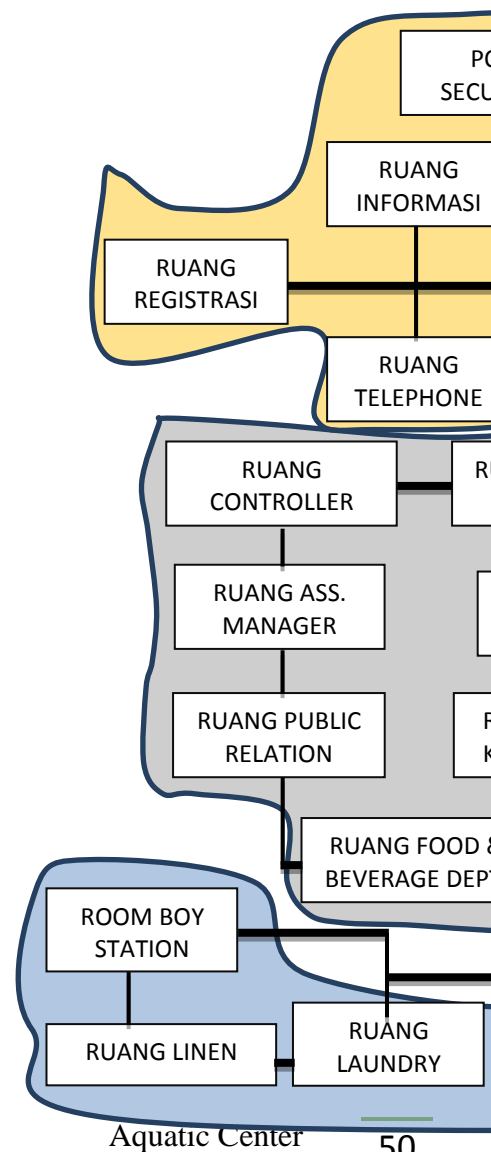 RUANG
INFORMASI
RUANG
REGISTRASI
RUANG
TELEPHONE
RUANG
CONTROLLER
RUANG ASS.
MANAGER
RUANG PUBLIC
RELATION
RUANG FOOD &
BEVERAGE DEPT
ROOM BOY
STATION
RUANG LINEN
RUANG
LAUNDRY
Aquatic Center
50